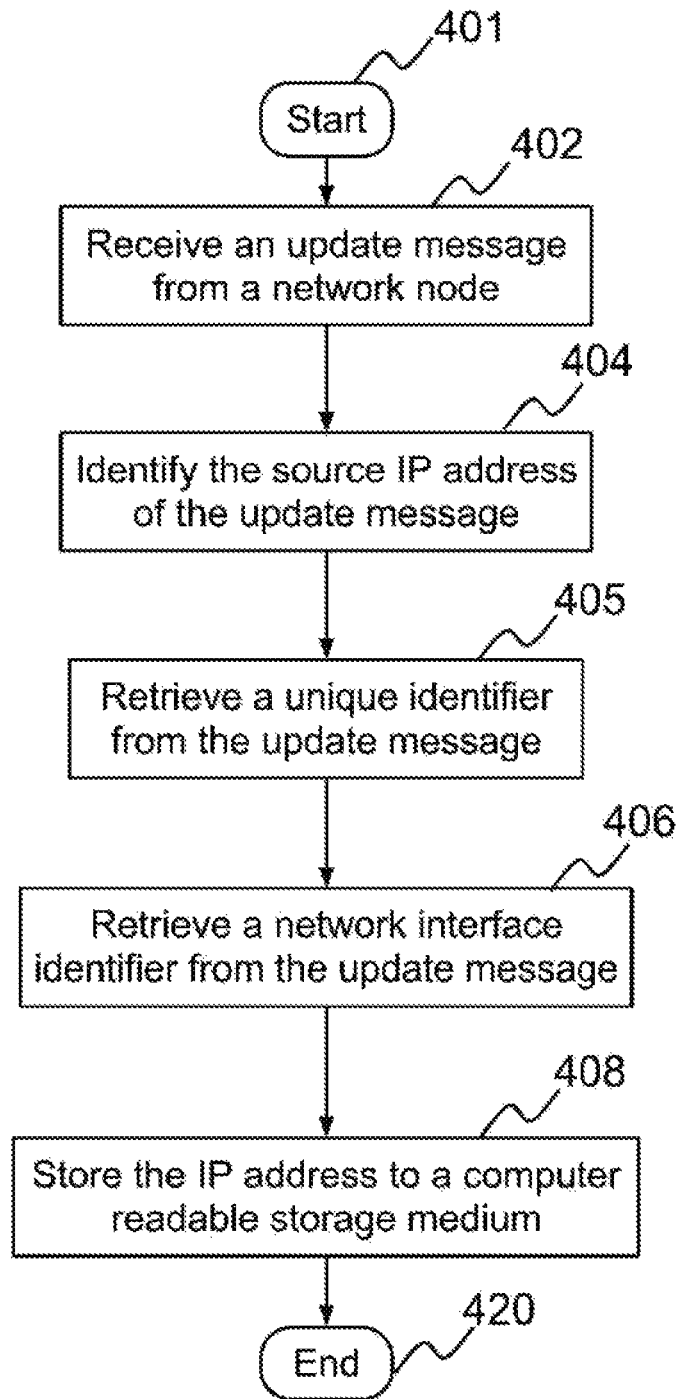 401
Start
402
Receive an update message
from a network node
404
Identify the source IP address
of the update message
405
Retrieve a unique identifier
from the update message
406
Retrieve a network interface
identifier from the update message
408
Store the IP address to a computer
readable storage medium
420
End